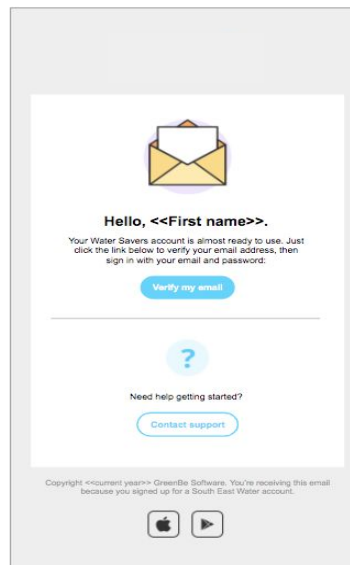 Hello, <<First name>>.
Your Water Savers account is almost ready to use. Just
click the link below to verify your email address, then
sign in with your email and password:
Verify my email
?
Need help getting started?
Contact support
Copyright <<current year>> GreenBe Software. You're receiving this email
because you signed up for a South East Water account.